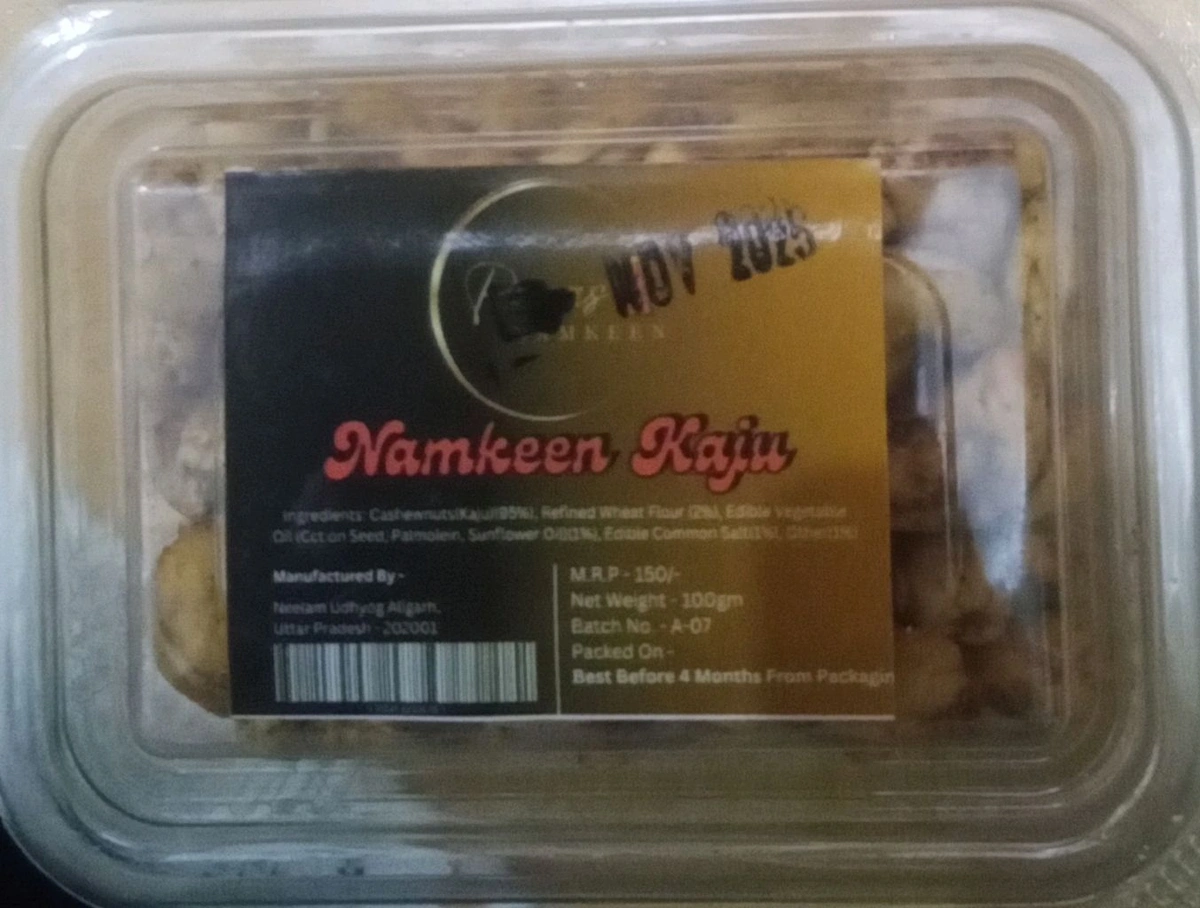 NOV 2025
NAMKEEN
Namkeen Kaju
Ingredients: Cashewnuts(Kaju)(95%), Refined Wheat Flour (2%), Edible Vegetable
Oil (Cotton Seed, Palmolein, Sunflower Oil)(1%), Edible Common Salt(1%), Other(1%)
Manufactured By -
Neelam Udhyog Aligarh,
Uttar Pradesh - 202001
M.R.P - 150/-
Net Weight - 100gm
Batch No. - A-07
Packed On -
Best Before 4 Months From Packagin